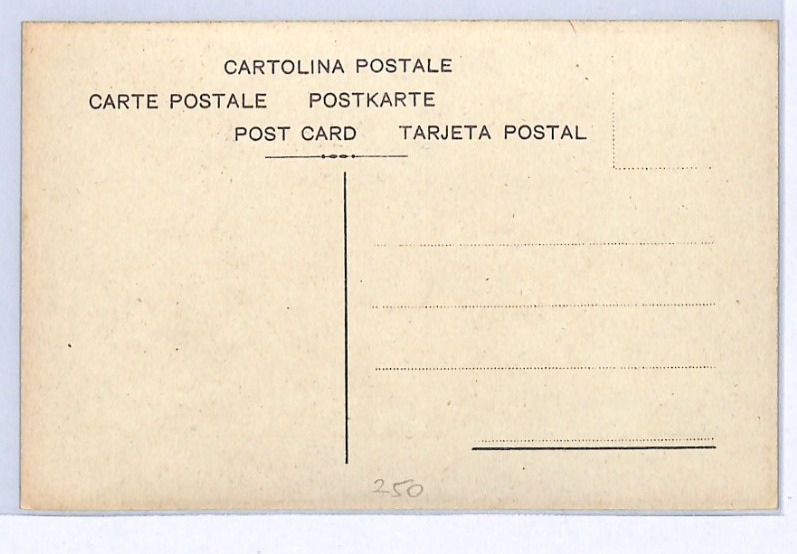 CARTOLINA POSTALE
CARTE POSTALE POSTKARTE
POST CARD TARJETA POSTAL
250